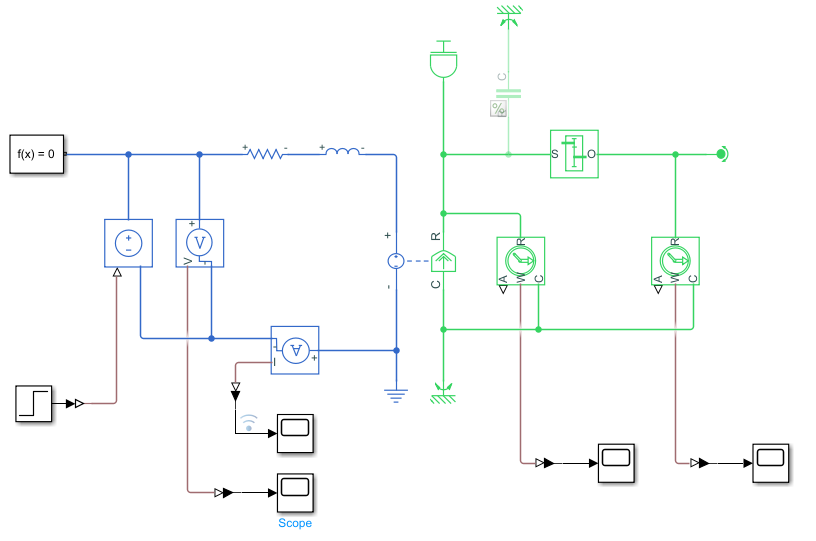 C
%
f(x) = 0
+
-
+
-
S
O
+
-
+
V
V
+
R
+
-
C
-
R
A
W
C
R
A
W
C
-
A
+
I
Scope